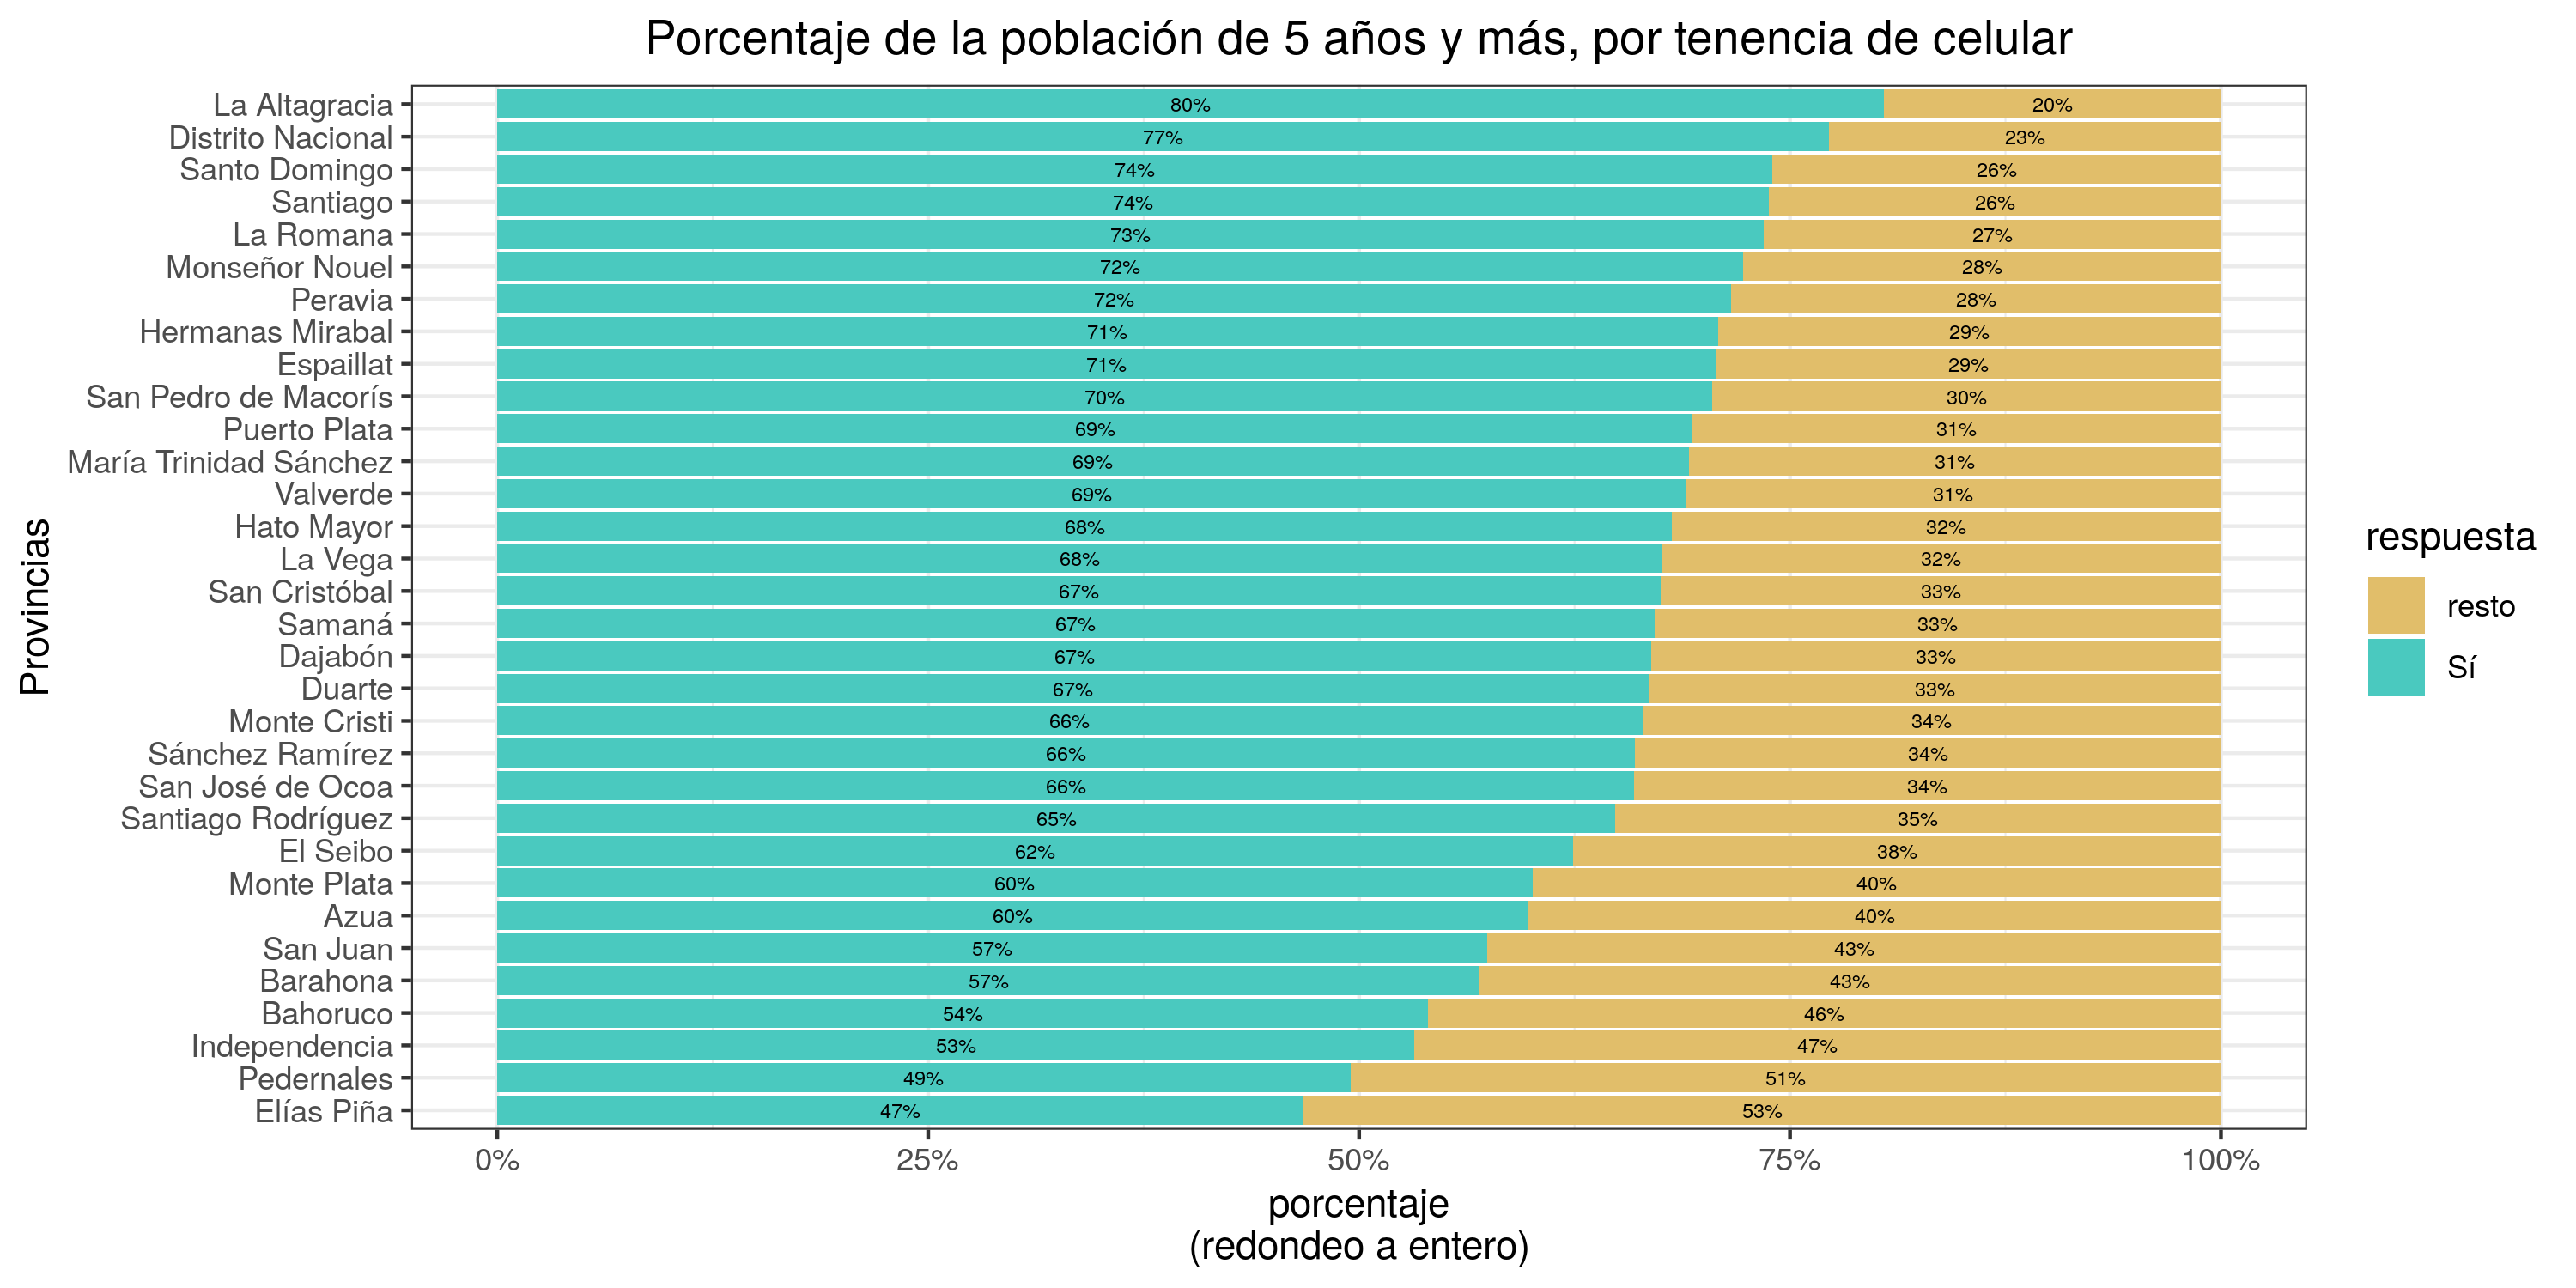 Porcentaje de la población de 5 años y más, por tenencia de celular
Provincias
La Altagracia 80% 20%
Distrito Nacional 77% 23%
Santo Domingo 74% 26%
Santiago 74% 26%
La Romana 73% 27%
Monseñor Nouel 72% 28%
Peravia 72% 28%
Hermanas Mirabal 71% 29%
Espaillat 71% 29%
San Pedro de Macorís 70% 30%
Puerto Plata 69% 31%
María Trinidad Sánchez 69% 31%
Valverde 69% 31%
Hato Mayor 68% 32%
La Vega 68% 32%
San Cristóbal 67% 33%
Samaná 67% 33%
Dajabón 67% 33%
Duarte 67% 33%
Monte Cristi 66% 34%
Sánchez Ramírez 66% 34%
San José de Ocoa 66% 34%
Santiago Rodríguez 65% 35%
El Seibo 62% 38%
Monte Plata 60% 40%
Azua 60% 40%
San Juan 57% 43%
Barahona 57% 43%
Bahoruco 54% 46%
Independencia 53% 47%
Pedernales 49% 51%
Elías Piña 47% 53%
0% 25% 50% 75% 100%
porcentaje
(redondeo a entero)
respuesta
resto
Sí